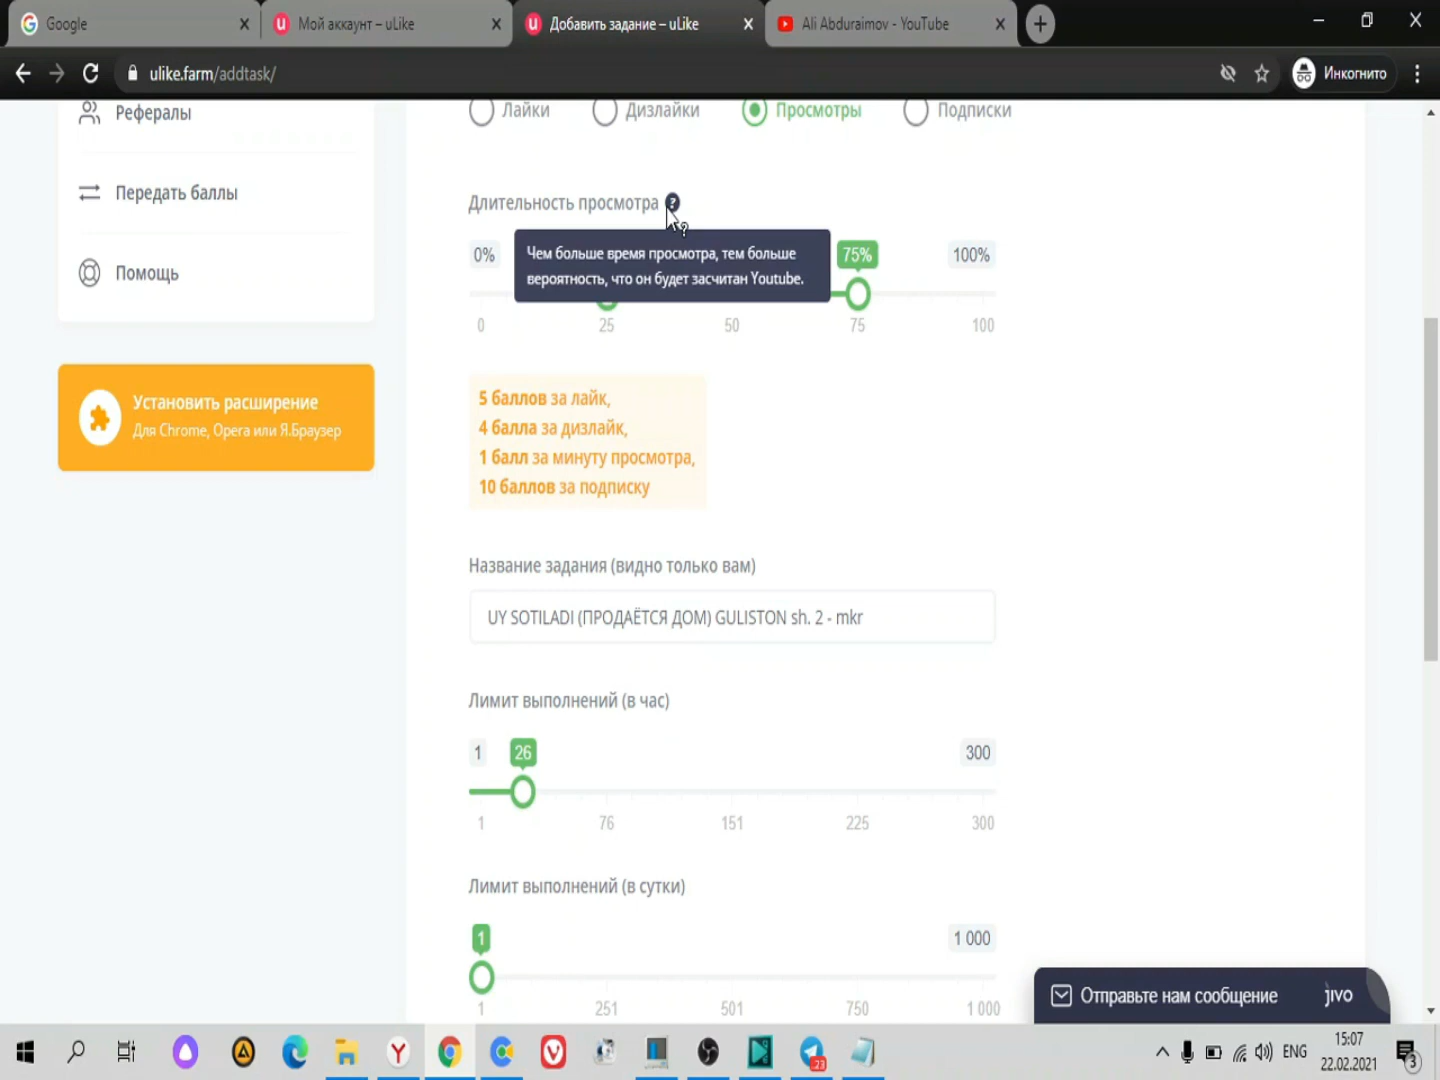 Google
Мой аккаунт – uLike
Добавить задание – uLike
Ali Abduraimov - YouTube
ulike.farm/addtask/
Инкогнито
Рефералы
Передать баллы
Помощь
Установить расширение
Для Chrome, Opera или Я.Браузер
Лайки
Дизлайки
Просмотры
Подписки
Длительность просмотра ?
Чем больше время просмотра, тем больше
вероятность, что он будет засчитан Youtube.
0%
75%
100%
0 25 50 75 100
5 баллов за лайк,
4 балла за дизлайк,
1 балл за минуту просмотра,
10 баллов за подписку
Название задания (видно только вам)
UY SOTILADI (ПРОДАЁТСЯ ДОМ) GULISTON sh. 2 - mkr
Лимит выполнений (в час)
1 26 300
1 76 151 225 300
Лимит выполнений (в сутки)
1 1 000
1 251 501 750 1 000
Отправьте нам сообщение jivo
23
ENG
15:07
22.02.2021
3